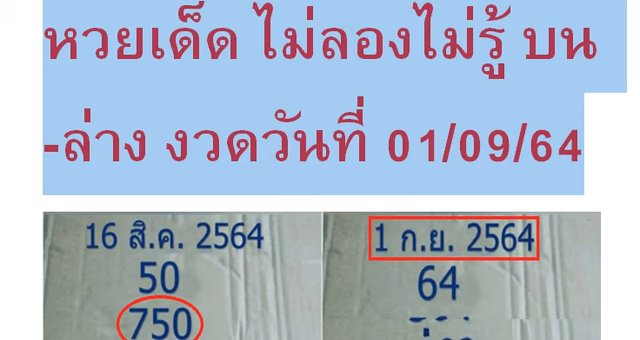 หวยเด็ด ไม่ลองไม่รู้ บน
-ล่าง งวดวันที่ 01/09/64
16 สิ.ค. 2564
1 ก.ย. 2564
50
64
750